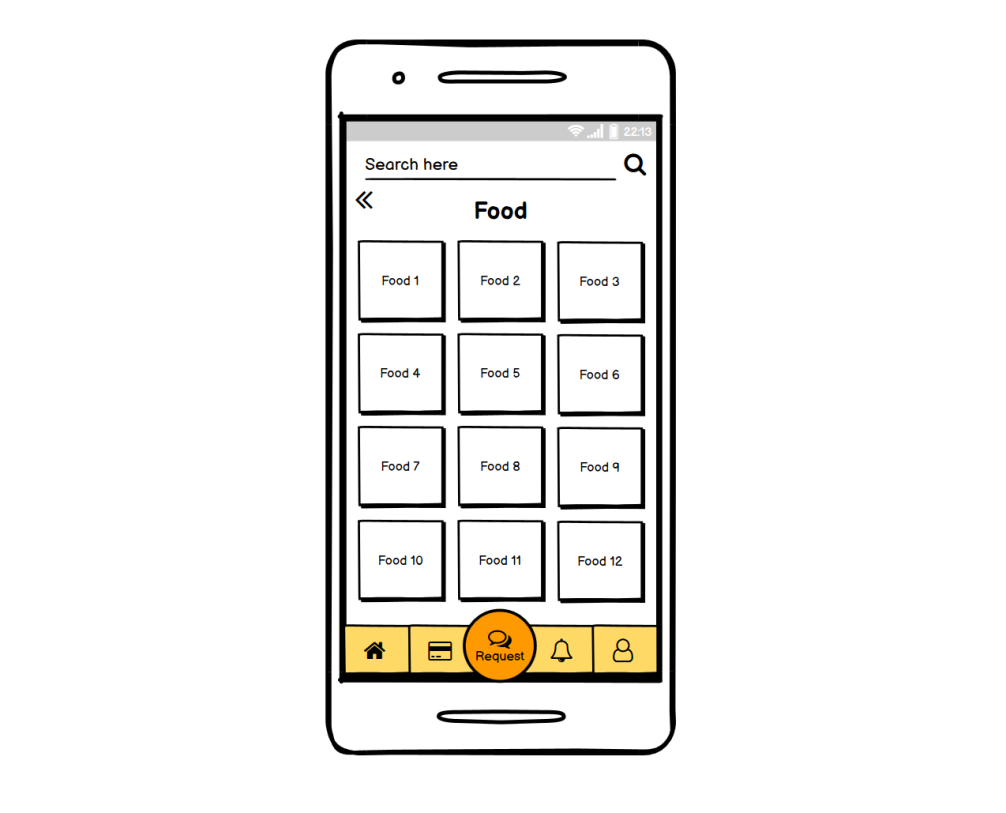 22:13
Search here
Food
Food 1
Food 2
Food 3
Food 4
Food 5
Food 6
Food 7
Food 8
Food 9
Food 10
Food 11
Food 12
Request